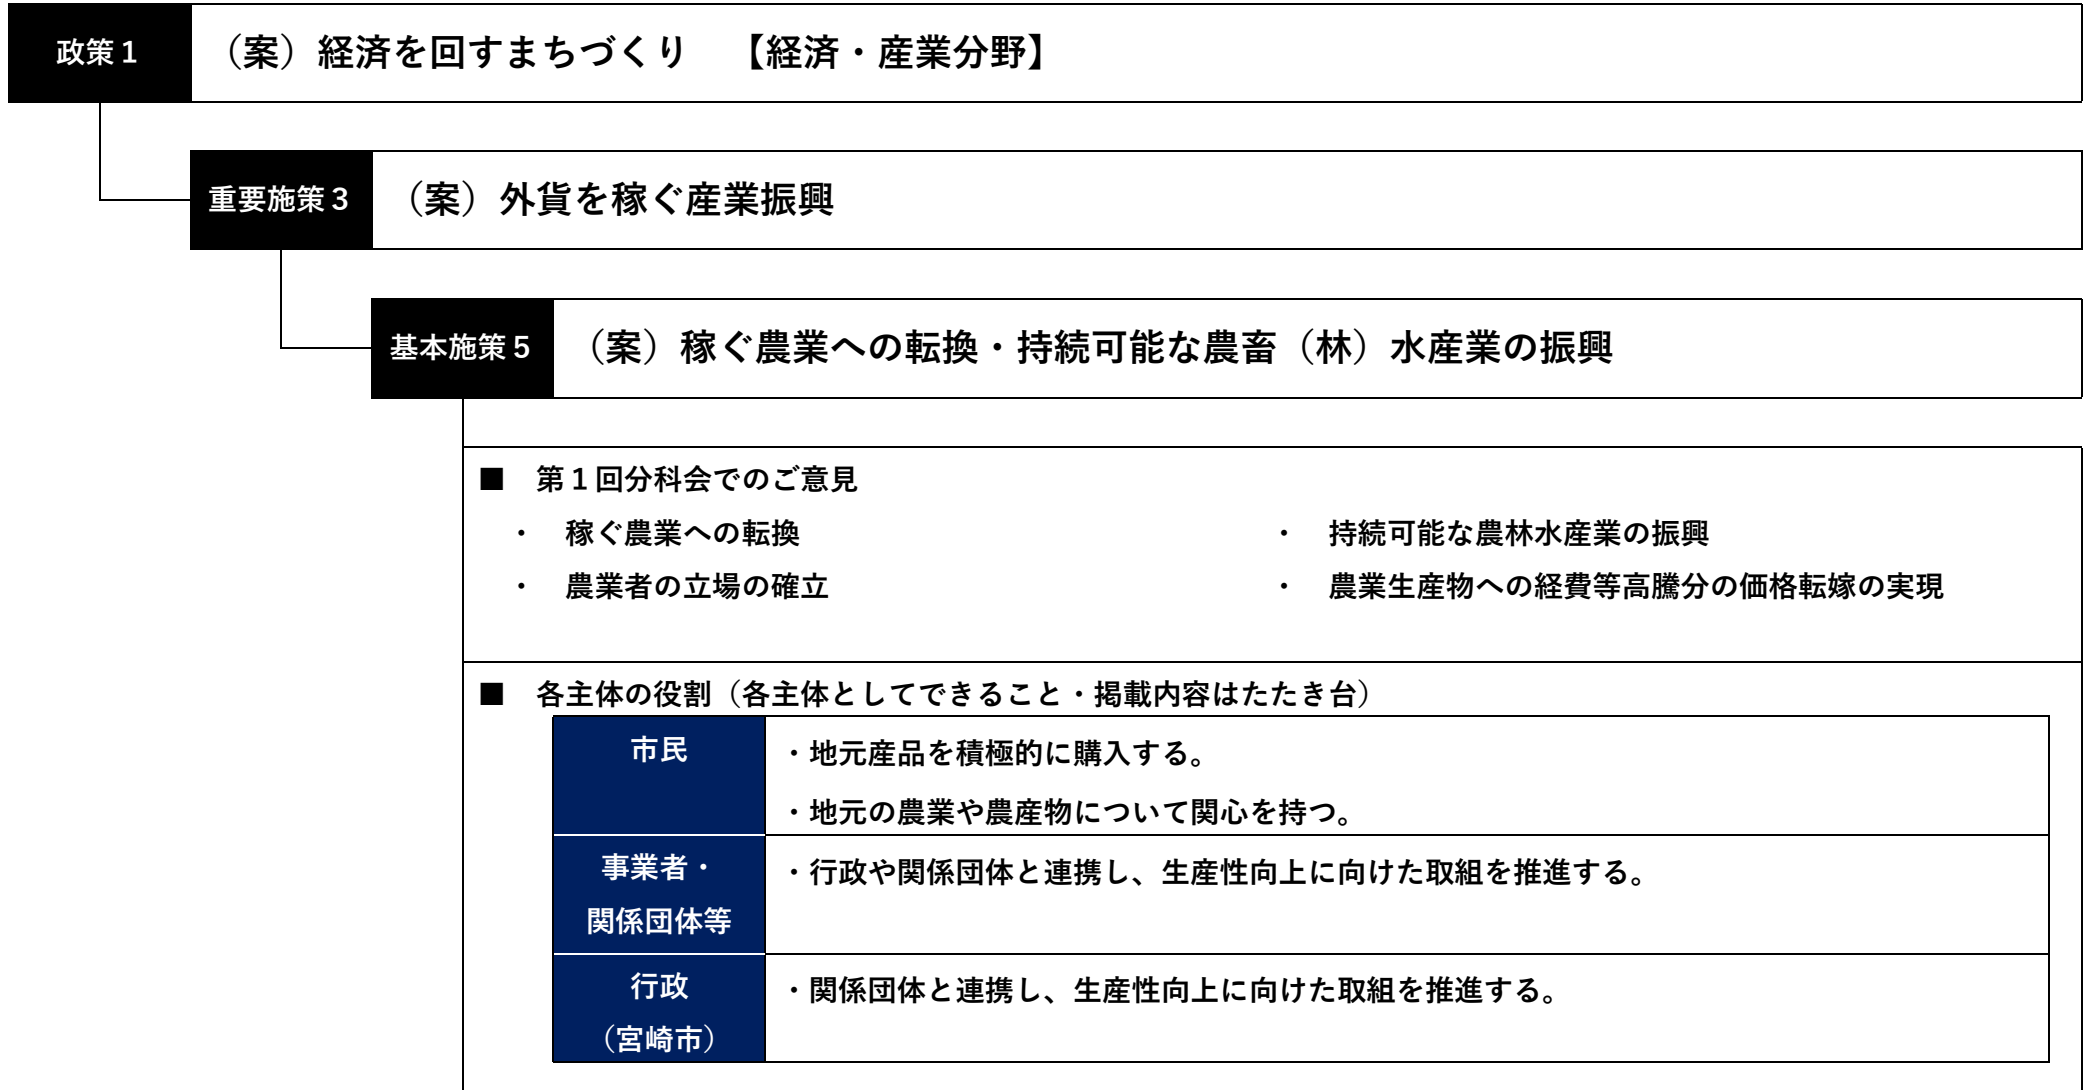 政策１
（案）経済を回すまちづくり　【経済・産業分野】
重要施策３
（案）外貨を稼ぐ産業振興
基本施策５
（案）稼ぐ農業への転換・持続可能な農畜（林）水産業の振興
■　第１回分科会でのご意見
・　稼ぐ農業への転換
・　持続可能な農林水産業の振興
・　農業者の立場の確立
・　農業生産物への経費等高騰分の価格転嫁の実現
■　各主体の役割（各主体としてできること・掲載内容はたたき台）
市民
・地元産品を積極的に購入する。
・地元の農業や農産物について関心を持つ。
事業者・
関係団体等
・行政や関係団体と連携し、生産性向上に向けた取組を推進する。
行政
（宮崎市）
・関係団体と連携し、生産性向上に向けた取組を推進する。